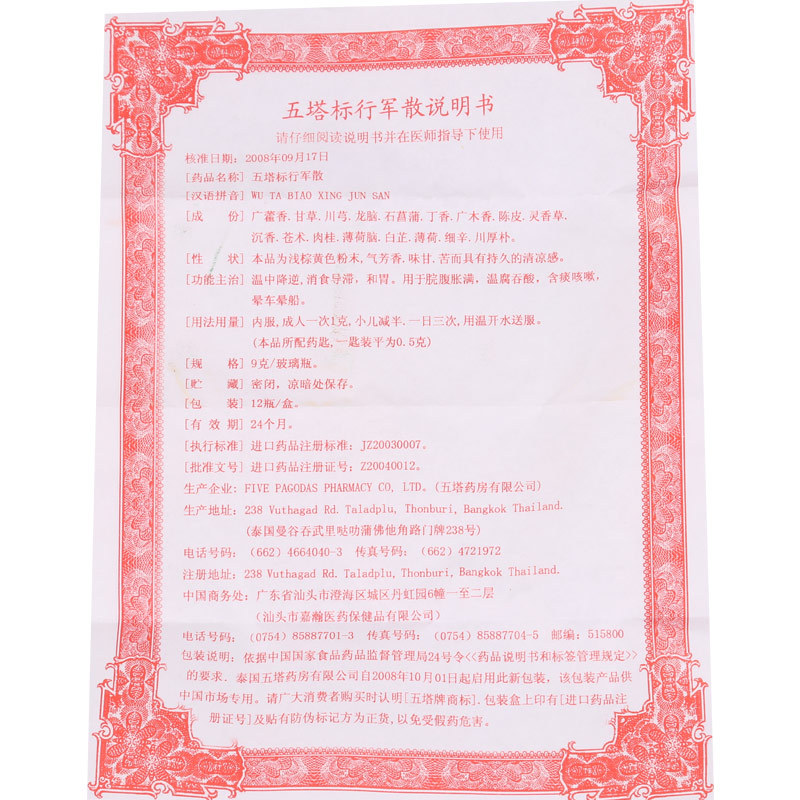 五塔标行军散说明书
请仔细阅读说明书并在医师指导下使用
核准日期: 2008年09月17日
[药品名称] 五塔标行军散
[汉语拼音] WU TA BIAO XING JUN SAN
[成 份] 广藿香.甘草.川芎.龙脑.石菖蒲.丁香.广木香.陈皮.灵香草.
沉香.苍术.肉桂.薄荷脑.白芷.薄荷.细辛.川厚朴。
[性 状] 本品为浅棕黄色粉末,气芳香.味甘.苦而具有持久的清凉感。
[功能主治] 温中降逆,消食导滞,和胃。用于脘腹胀满,温腐吞酸,含痰咳嗽,
晕车晕船。
[用法用量] 内服,成人一次1克,小儿减半.一日三次,用温开水送服。
(本品所配药匙,一匙装平为0.5克)
[规 格] 9克/玻璃瓶。
[贮 藏] 密闭,凉暗处保存。
[包 装] 12瓶/盒。
[有 效 期] 24个月。
[执行标准] 进口药品注册标准: JZ20030007。
[批准文号] 进口药品注册证号: Z20040012。
生产企业: FIVE PAGODAS PHARMACY CO, LTD. (五塔药房有限公司)
生产地址: 238 Vuthagad Rd. Taladplu, Thonburi, Bangkok Thailand.
(泰国曼谷吞武里哒叻蒲佛他角路门牌238号)
电话号码: (662) 4664040-3 传真号码: (662) 4721972
注册地址: 238 Vuthagad Rd. Taladplu, Thonburi, Bangkok Thailand.
中国商务处: 广东省汕头市澄海区城区丹虹园6幢一至二层
(汕头市嘉瀚医药保健品有限公司)
电话号码: (0754) 85887701-3 传真号码: (0754) 85887704-5 邮编: 515800
包装说明: 依据中国国家食品药品监督管理局24号令<<药品说明书和标签管理规定>>
的要求. 泰国五塔药房有限公司自2008年10月01日起启用此新包装, 该包装产品供
中国市场专用。请广大消费者购买时认明[五塔牌商标].包装盒上印有[进口药品注
册证号]及贴有防伪标记方为正货,以免受假药危害。